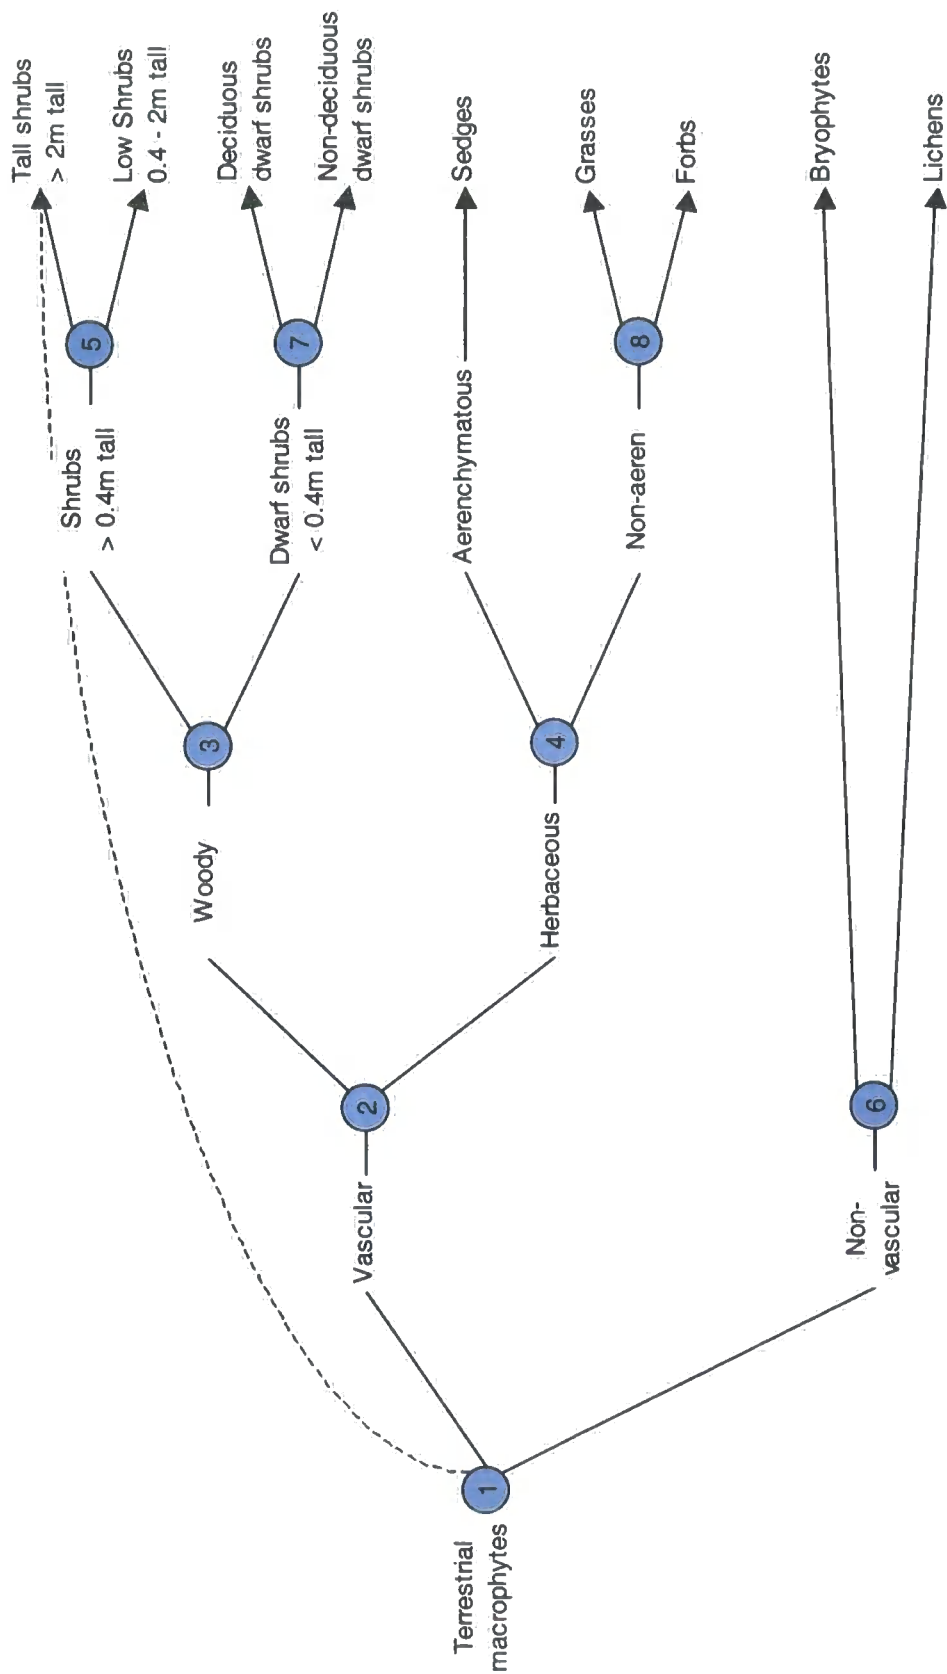 Terrestrial
macrophytes
1
Vascular
Non-
vascular
2
6
Woody
Herbaceous
3
4
Shrubs
> 0.4m tall
Dwarf shrubs
< 0.4m tall
Aerenchymatous
Non-aeren
5
7
8
Tall shrubs
> 2m tall
Low Shrubs
0.4 - 2m tall
Deciduous
dwarf shrubs
Non-deciduous
dwarf shrubs
Sedges
Grasses
Forbs
Bryophytes
Lichens